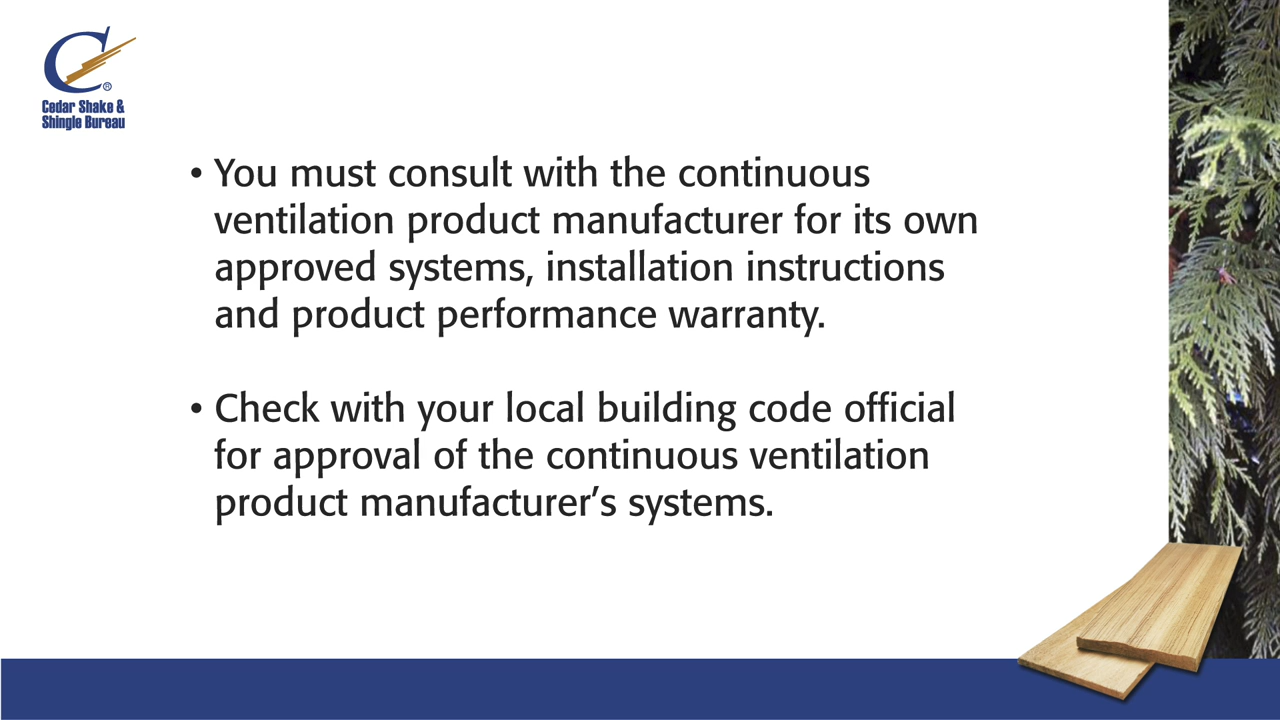 C®
Cedar Shake &
Shingle Bureau
• You must consult with the continuous
ventilation product manufacturer for its own
approved systems, installation instructions
and product performance warranty.
• Check with your local building code official
for approval of the continuous ventilation
product manufacturer’s systems.